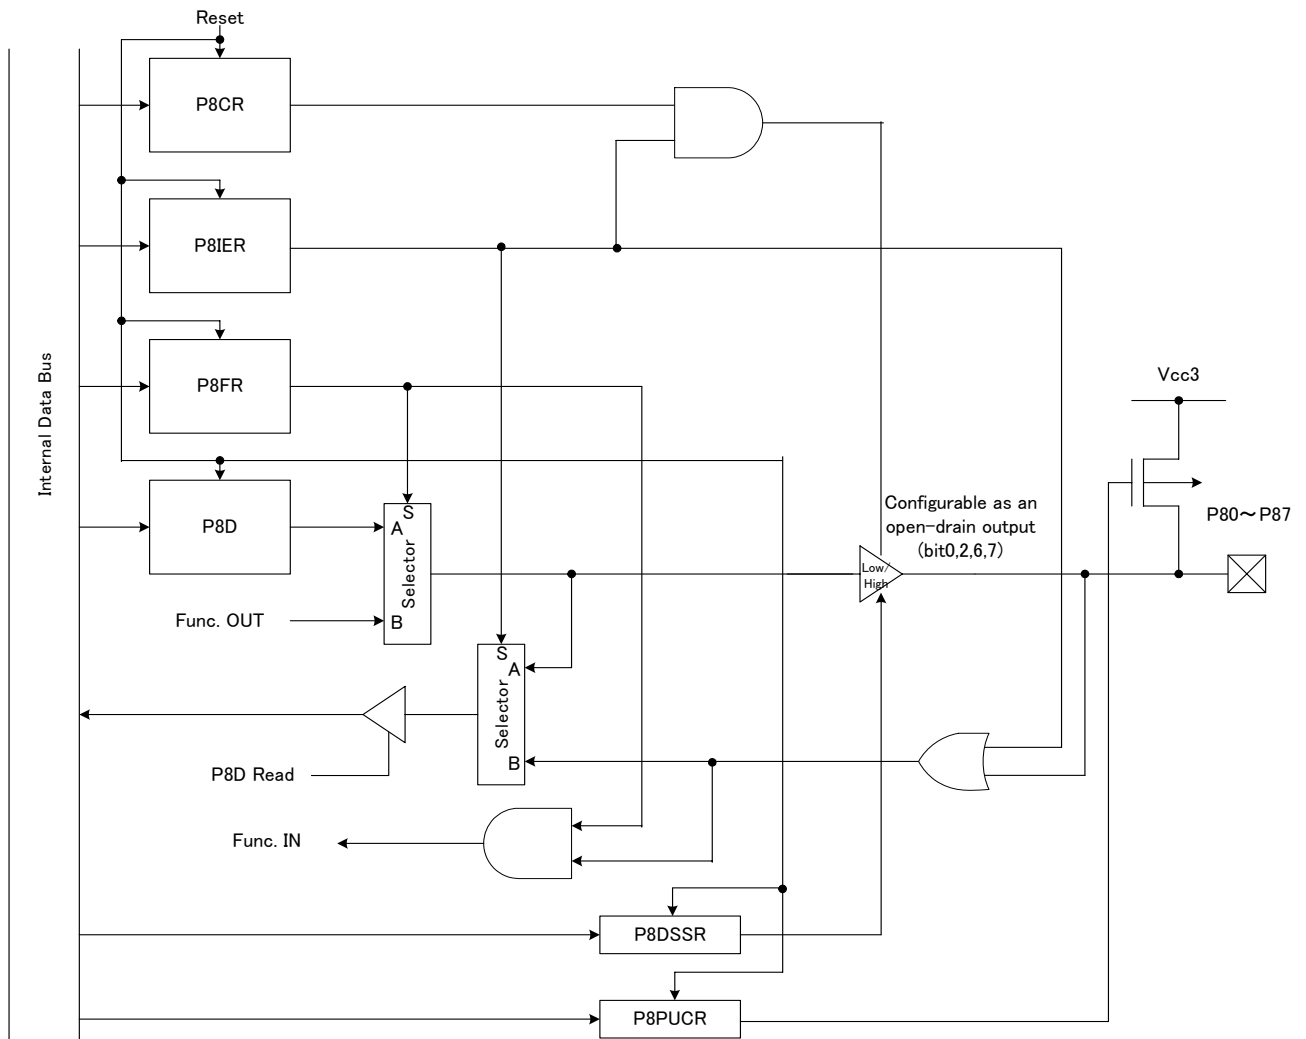 Reset
P8CR
P8IER
P8FR
Internal Data Bus
Vcc3
P8D
S
A
Selector
B
Configurable as an
open-drain output
(bit0,2,6,7)
P80～P87
Low/
High
Func. OUT
S
A
Selector
B
P8D Read
Func. IN
P8DSSR
P8PUCR